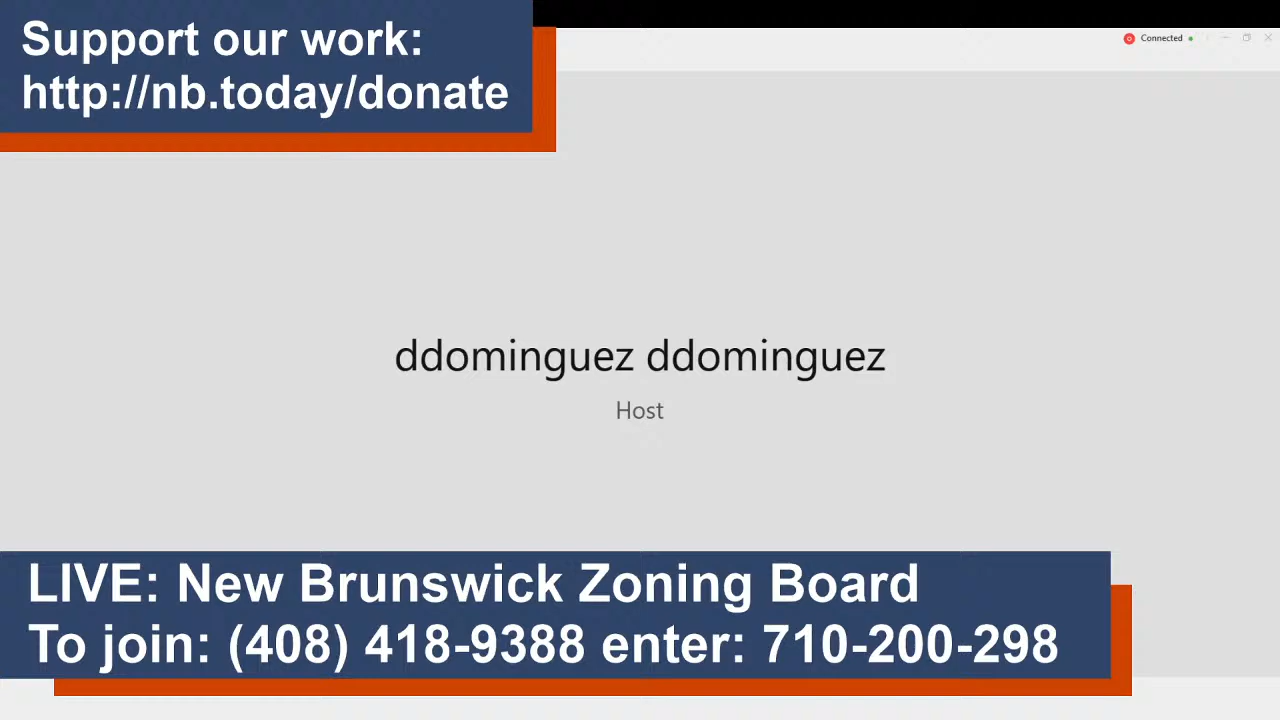 Support our work:
http://nb.today/donate
Connected
ddominguez ddominguez
Host
LIVE: New Brunswick Zoning Board
To join: (408) 418-9388 enter: 710-200-298